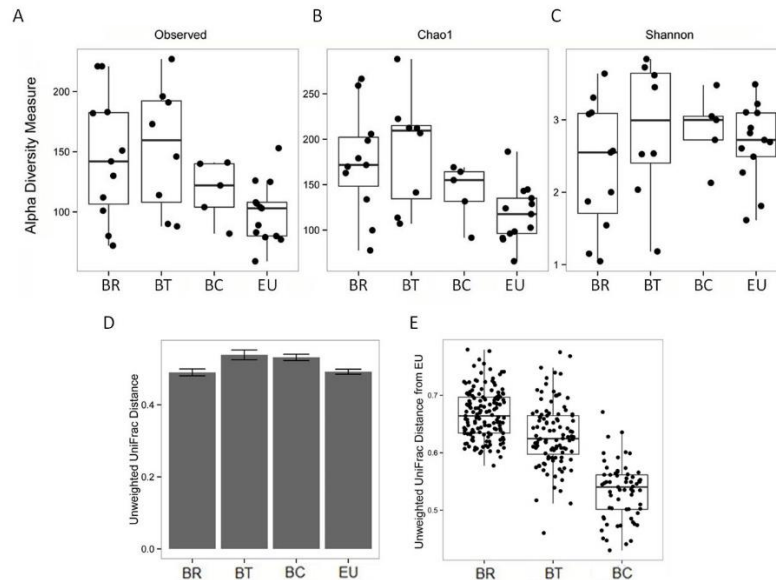 A
B
C
Observed
Chao1
Shannon
Alpha Diversity Measure
200
150
100
300
250
200
150
100
3
2
1
BR BT BC EU
BR BT BC EU
BR BT BC EU
D
E
Unweighted UniFrac Distance
0.4
0.2
0.0
BR BT BC EU
Unweighted UniFrac Distance from EU
0.7
0.6
0.5
BR BT BC